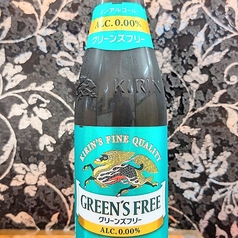 ノンアルコール
ALC.0.00%
グリーンズフリー
KIRIN
KIRIN'S FINE QUALITY
GREEN'S FREE
グリーンズフリー
ALC.0.00%